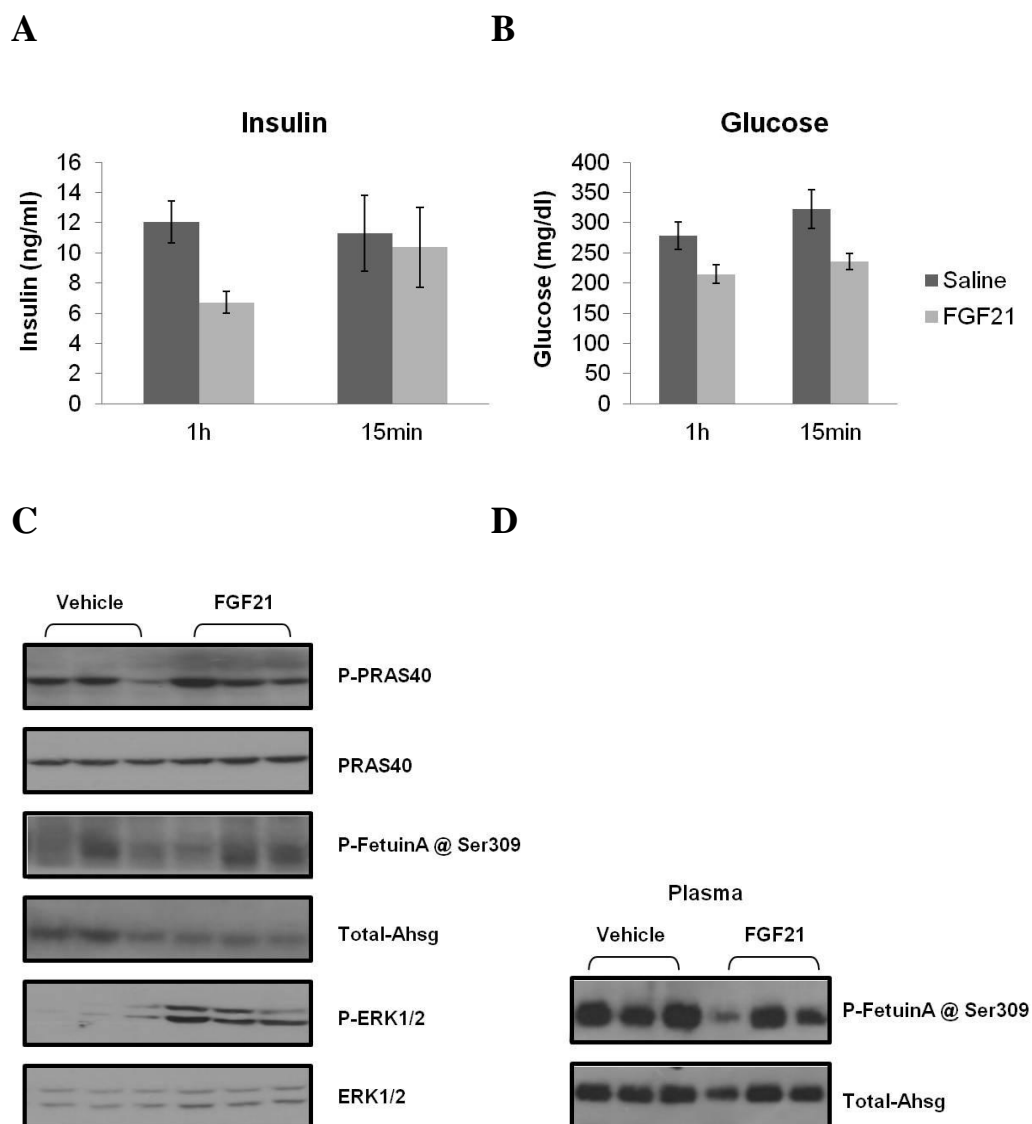 A
B
Insulin
16
14
12
10
8
6
4
2
0
Insulin (ng/ml)
1h
15min
Glucose
400
350
300
250
200
150
100
50
0
Glucose (mg/dl)
1h
15min
Saline
FGF21
C
D
Vehicle
FGF21
P-PRAS40
PRAS40
P-FetuinA @ Ser309
Total-Ahsg
P-ERK1/2
ERK1/2
Plasma
Vehicle
FGF21
P-FetuinA @ Ser309
Total-Ahsg